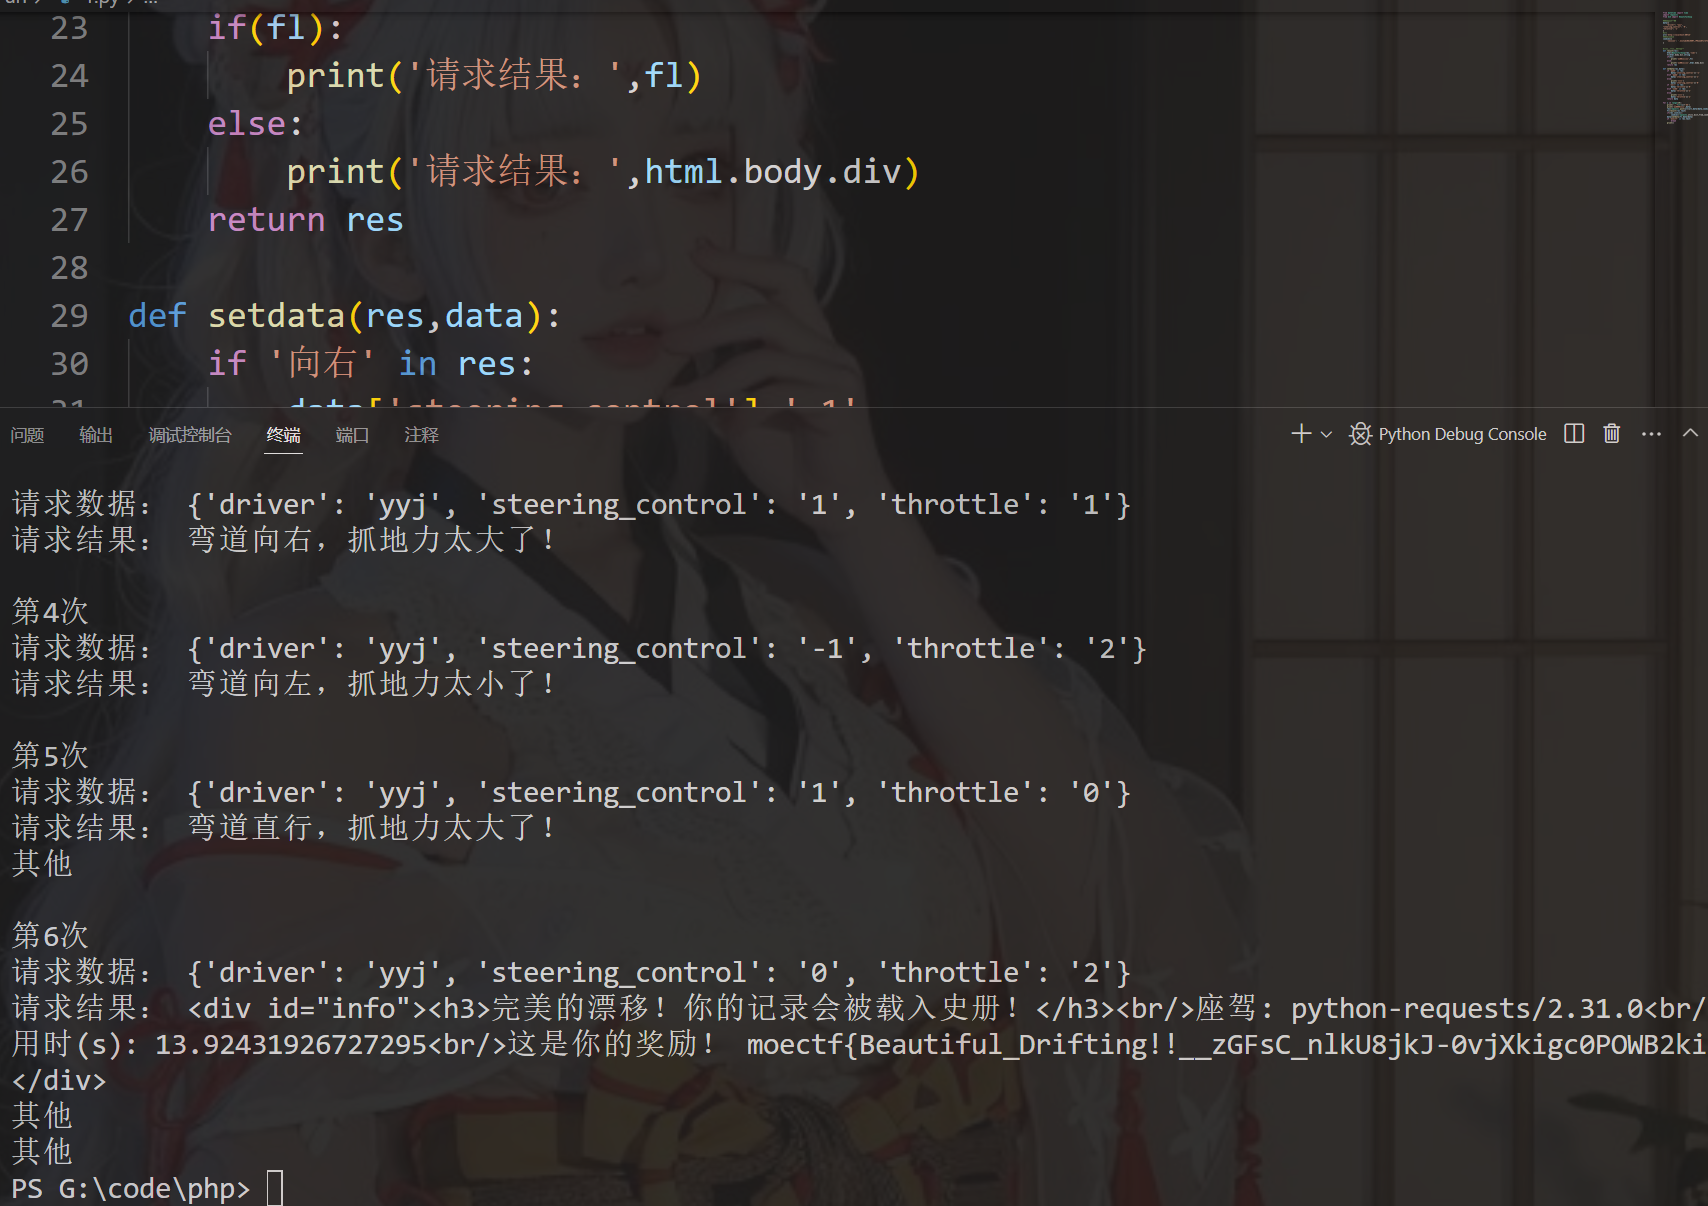 23 if(fl):
24 print('请求结果：',fl)
25 else:
26 print('请求结果：',html.body.div)
27 return res
28
29 def setdata(res,data):
30 if '向右' in res:
31 data['steering_control']='-1'
问题 输出 调试控制台 终端 端口 注释 Python Debug Console
请求数据： {'driver': 'yyj', 'steering_control': '1', 'throttle': '1'}
请求结果： 弯道向右，抓地力太大了！
第4次
请求数据： {'driver': 'yyj', 'steering_control': '-1', 'throttle': '2'}
请求结果： 弯道向左，抓地力太小了！
第5次
请求数据： {'driver': 'yyj', 'steering_control': '1', 'throttle': '0'}
请求结果： 弯道直行，抓地力太大了！
其他
第6次
请求数据： {'driver': 'yyj', 'steering_control': '0', 'throttle': '2'}
请求结果： <div id="info"><h3>完美的漂移！你的记录会被载入史册！</h3><br/>座驾：python-requests/2.31.0<br/
用时(s)：13.92431926727295<br/>这是你的奖励！ moectf{Beautiful_Drifting!!__zGFsC_nlkU8jkJ-0vjXkigc0POWB2ki
</div>
其他
其他
PS G:\code\php>